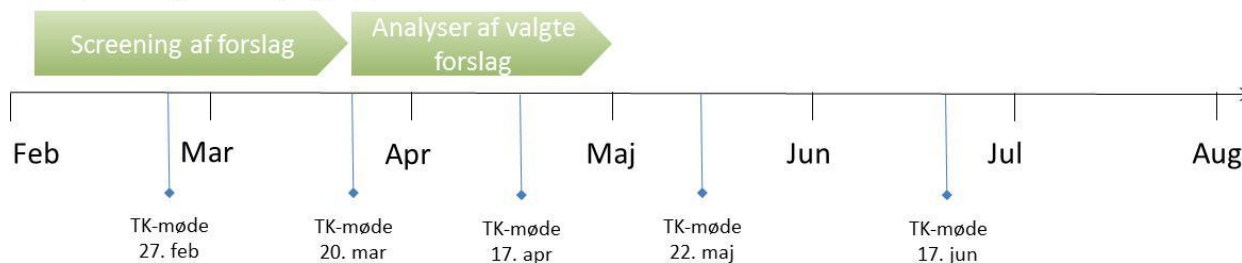 Screening af forslag
Analyser af valgte
forslag
Feb
Mar
Apr
Maj
Jun
Jul
Aug
TK-møde
27. feb
TK-møde
20. mar
TK-møde
17. apr
TK-møde
22. maj
TK-møde
17. jun